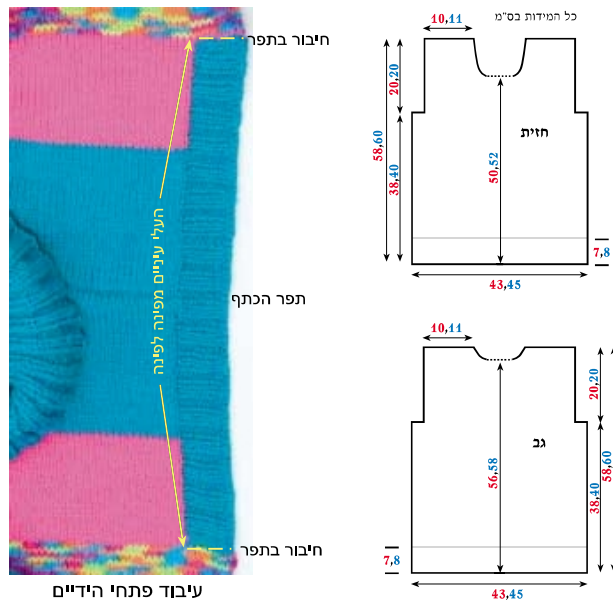 כל המידות בס"מ
10,11
20,20
58,60
38,40
חזית
50,52
7,8
43,45
10,11
20,20
גב
56,58
38,40
58,60
7,8
43,45
חיבור בתפר
העלי עיניים מפינה לפינה
תפר הכתף
חיבור בתפר
עיבוד פתחי הידיים